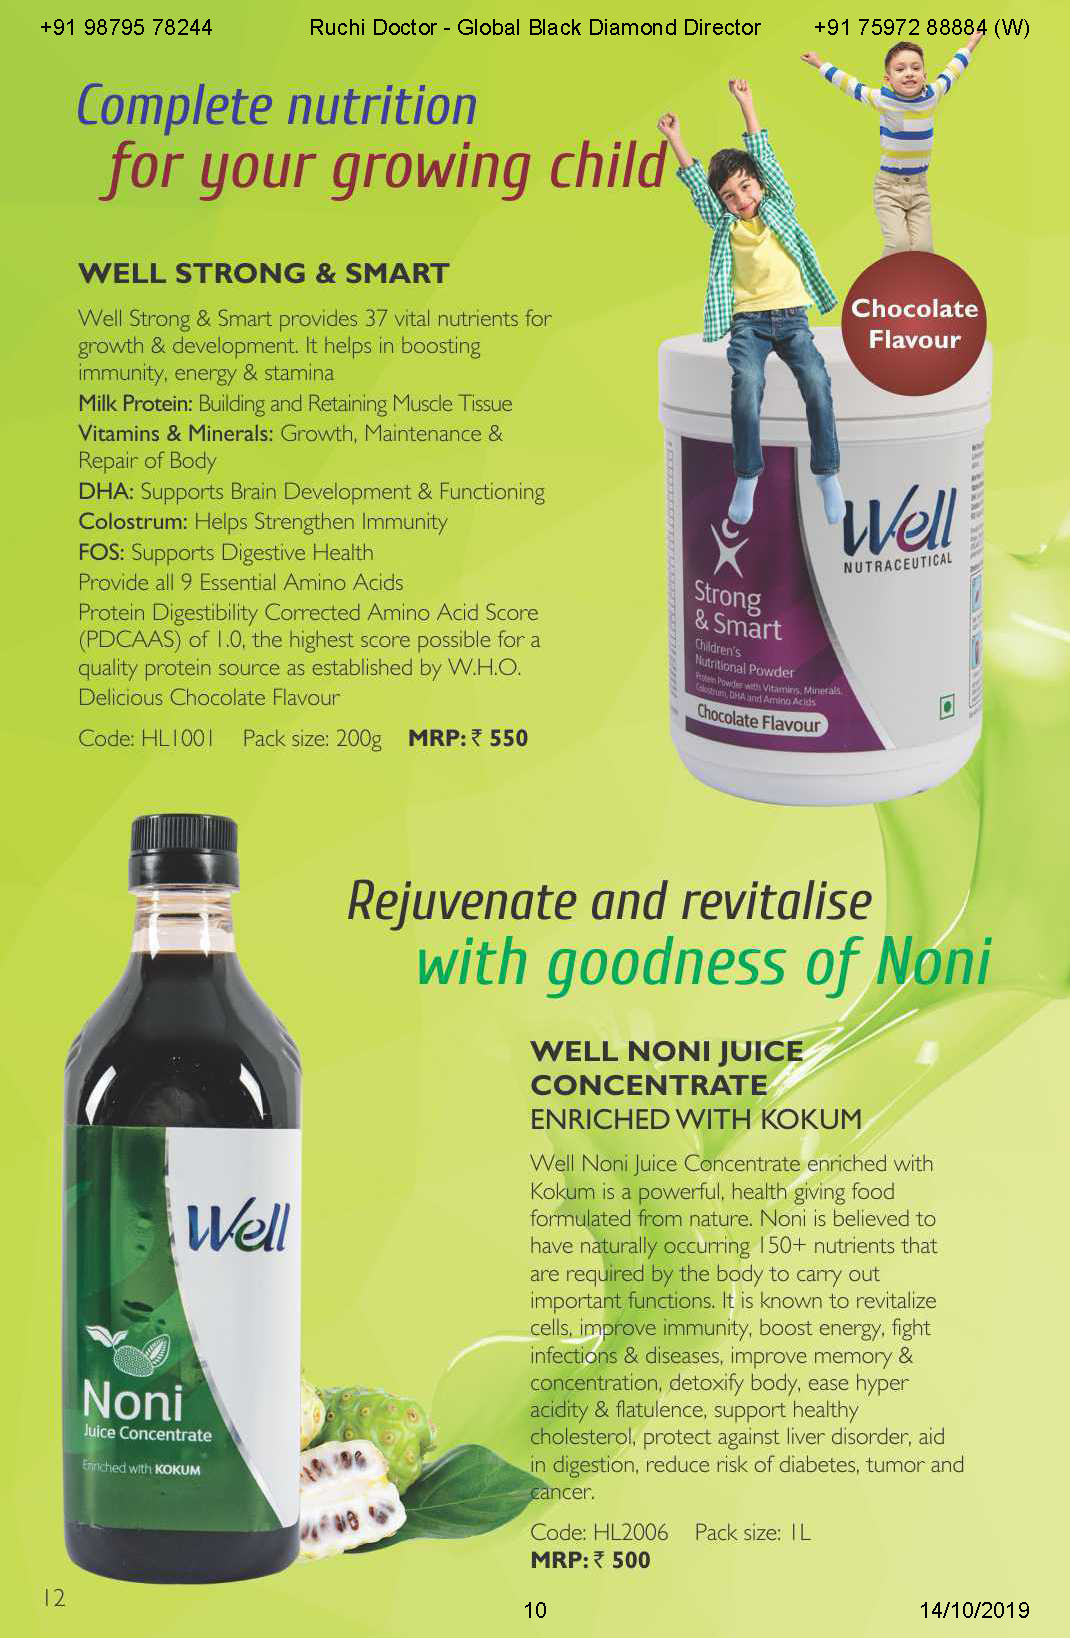 +91 98795 78244 Ruchi Doctor - Global Black Diamond Director +91 75972 88884 (W)
Complete nutrition
for your growing child
WELL STRONG & SMART
Well Strong & Smart provides 37 vital nutrients for
growth & development. It helps in boosting
immunity, energy & stamina
Milk Protein: Building and Retaining Muscle Tissue
Vitamins & Minerals: Growth, Maintenance &
Repair of Body
DHA: Supports Brain Development & Functioning
Colostrum: Helps Strengthen Immunity
FOS: Supports Digestive Health
Provide all 9 Essential Amino Acids
Protein Digestibility Corrected Amino Acid Score
(PDCAAS) of 1.0, the highest score possible for a
quality protein source as established by W.H.O.
Delicious Chocolate Flavour
Code: HL1001 Pack size: 200g MRP: ₹ 550
Chocolate
Flavour
Well
NUTRACEUTICAL
Strong
& Smart
Children's
Nutritional Powder
Protein Powder with Vitamins, Minerals,
Colostrum, DHA and Amino Acids
Chocolate Flavour
Rejuvenate and revitalise
with goodness of Noni
WELL NONI JUICE
CONCENTRATE
ENRICHED WITH KOKUM
Well Noni Juice Concentrate enriched with
Kokum is a powerful, health giving food
formulated from nature. Noni is believed to
have naturally occurring 150+ nutrients that
are required by the body to carry out
important functions. It is known to revitalize
cells, improve immunity, boost energy, fight
infections & diseases, improve memory &
concentration, detoxify body, ease hyper
acidity & flatulence, support healthy
cholesterol, protect against liver disorder, aid
in digestion, reduce risk of diabetes, tumor and
cancer.
Code: HL2006 Pack size: 1L
MRP: ₹ 500
Well
Noni
Juice Concentrate
Enriched with KOKUM
12
10
14/10/2019